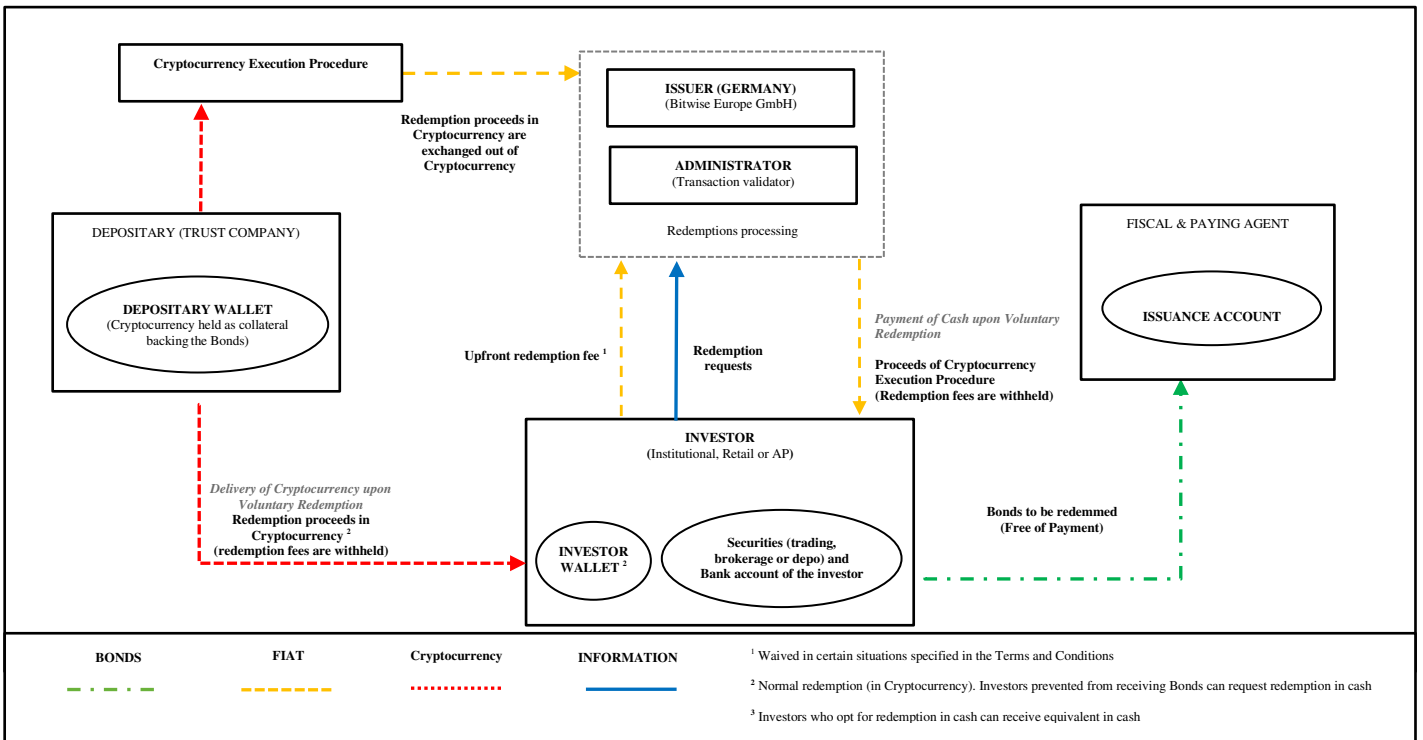 Cryptocurrency Execution Procedure
ISSUER (GERMANY)
(Bitwise Europe GmbH)
Redemption proceeds in
Cryptocurrency are
exchanged out of
Cryptocurrency
ADMINISTRATOR
(Transaction validator)
Redemptions processing
DEPOSITARY (TRUST COMPANY)
DEPOSITARY WALLET
(Cryptocurrency held as collateral
backing the Bonds)
FISCAL & PAYING AGENT
ISSUANCE ACCOUNT
Upfront redemption fee 1
Redemption
requests
Payment of Cash upon Voluntary
Redemption
Proceeds of Cryptocurrency
Execution Procedure
(Redemption fees are withheld)
INVESTOR
(Institutional, Retail or AP)
Delivery of Cryptocurrency upon
Voluntary Redemption
Redemption proceeds in
Cryptocurrency 2
(redemption fees are withheld)
INVESTOR
WALLET 2
Securities (trading,
brokerage or depo) and
Bank account of the investor
Bonds to be redemmed
(Free of Payment)
BONDS
FIAT
Cryptocurrency
INFORMATION
1 Waived in certain situations specified in the Terms and Conditions
2 Normal redemption (in Cryptocurrency). Investors prevented from receiving Bonds can request redemption in cash
3 Investors who opt for redemption in cash can receive equivalent in cash